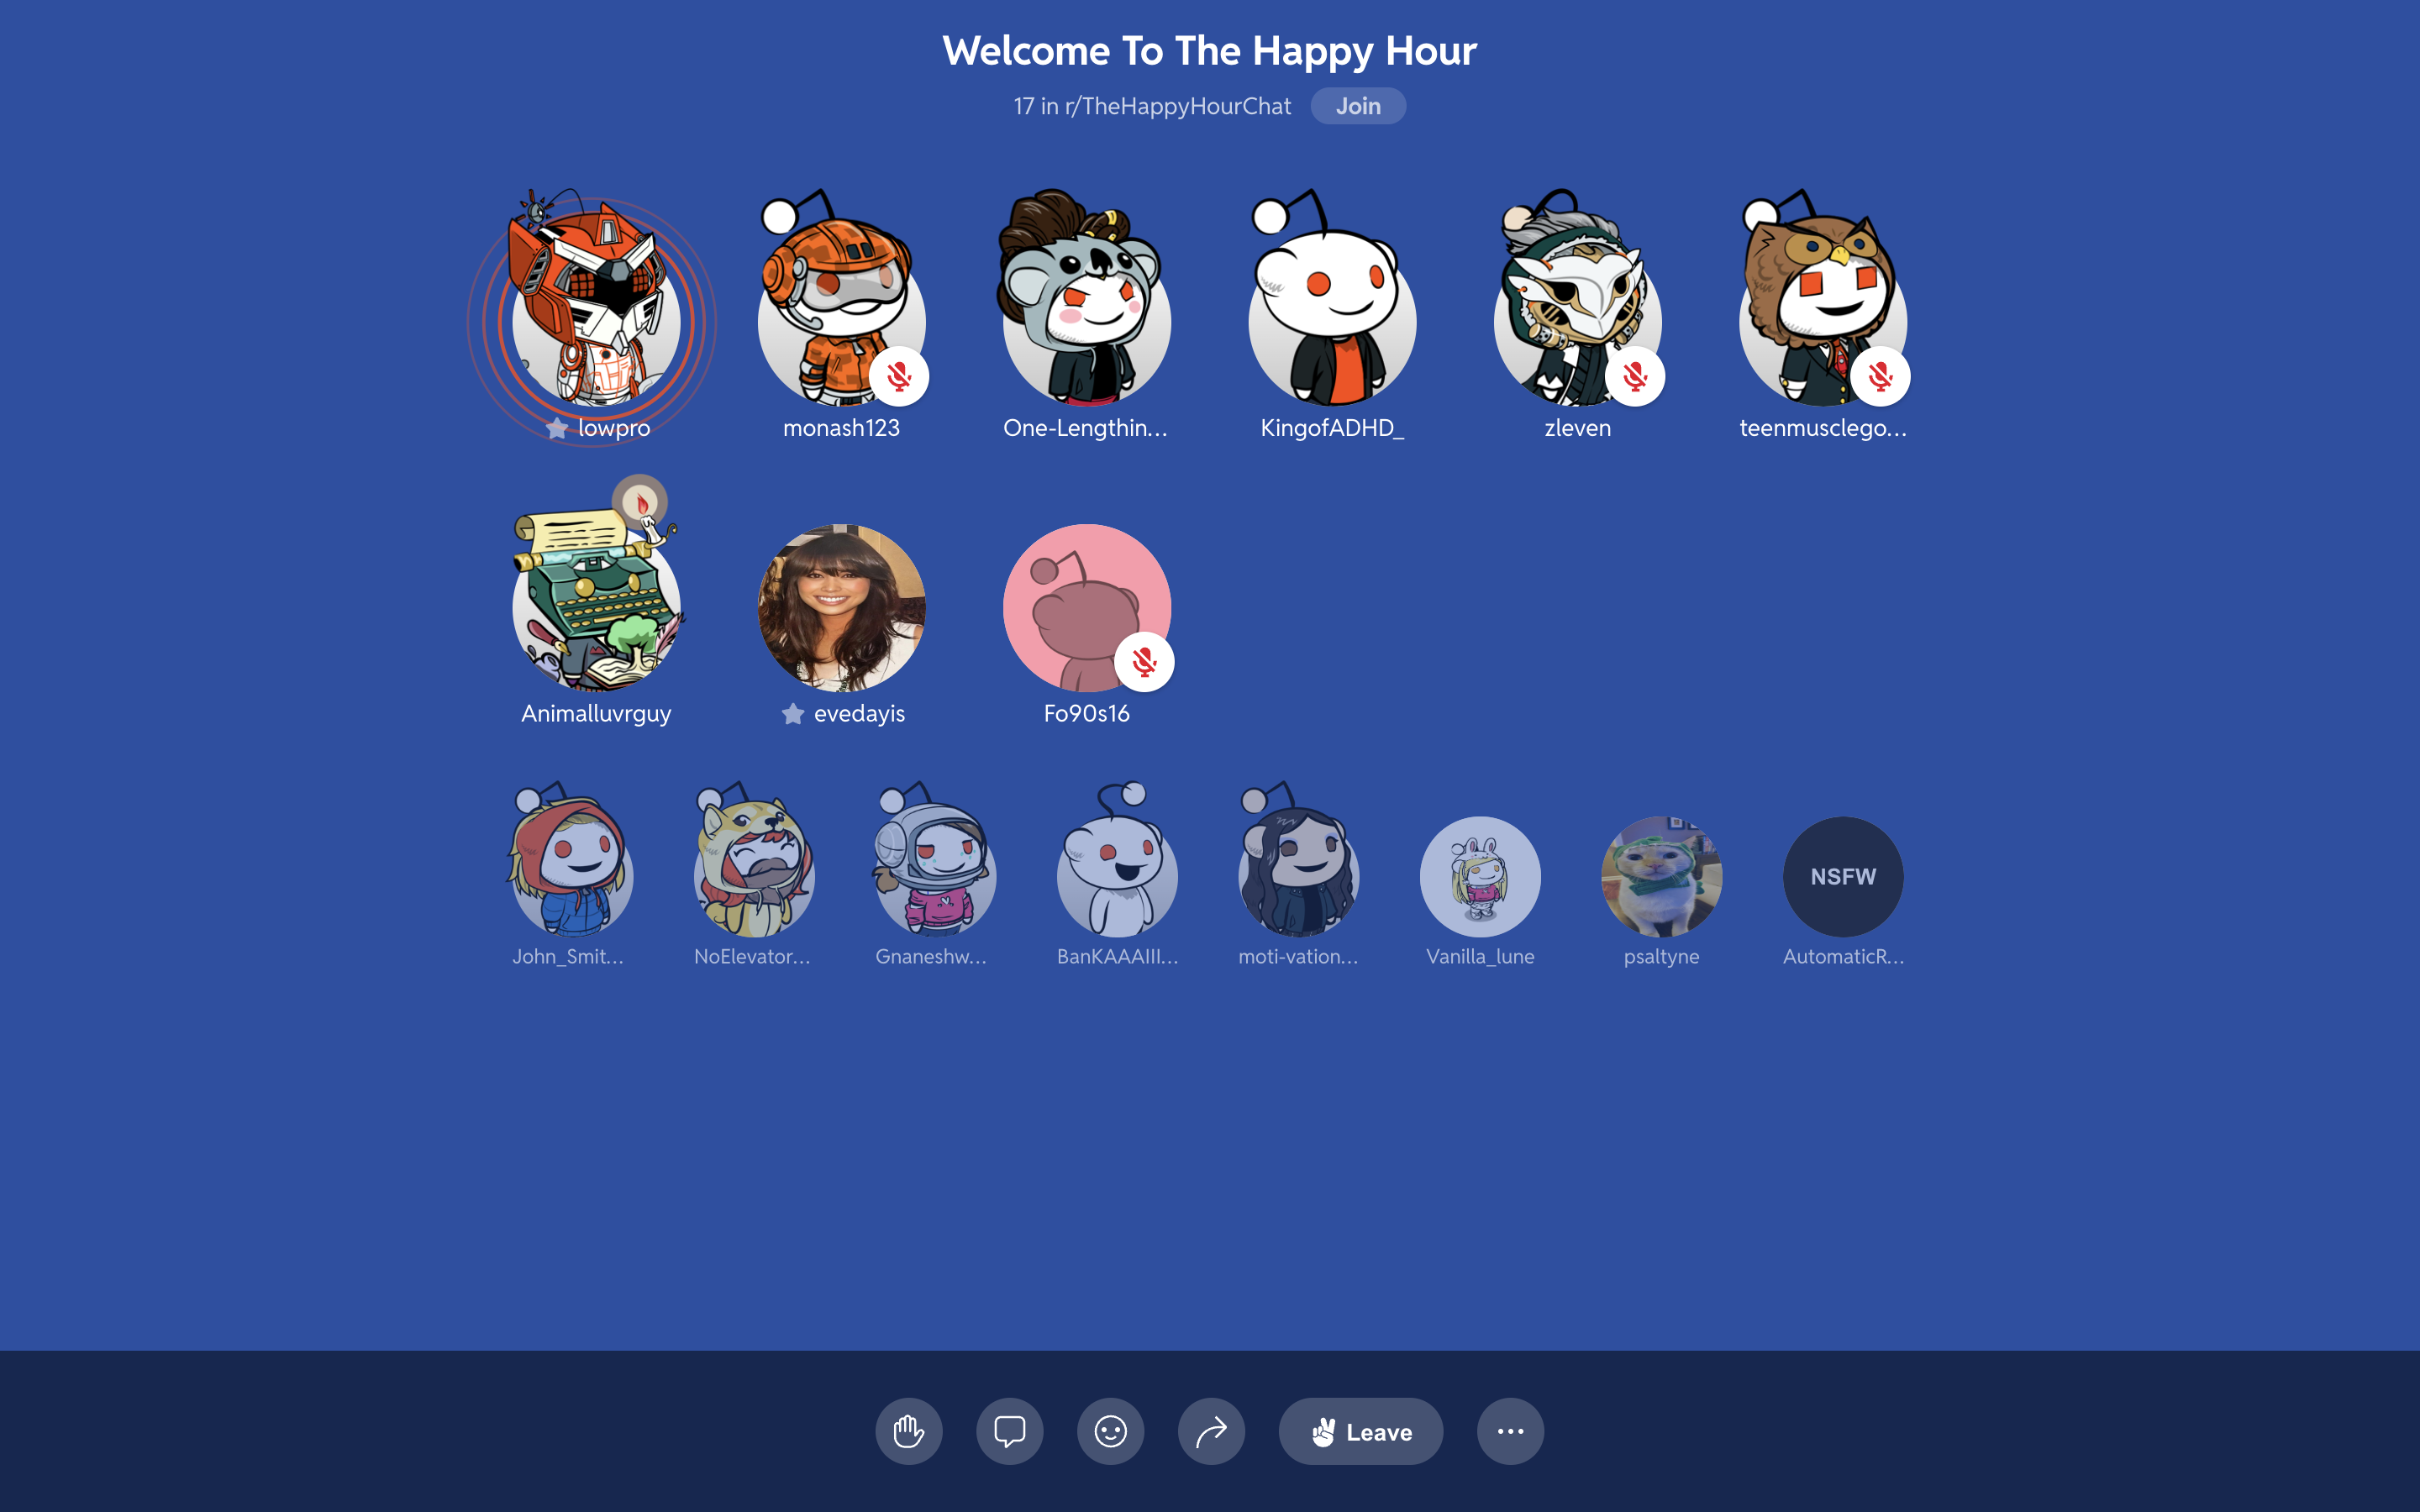 Welcome To The Happy Hour
17 in r/TheHappyHourChat Join
lowpro monash123 One-Lengthin... KingofADHD_ zleven teenmusclego...
Animalluvrguy evedayis Fo90s16
NSFW
John_Smit... NoElevator... Gnaneshw... BanKAAAIII... moti-vation... Vanilla_lune psaltyne AutomaticR...
Leave